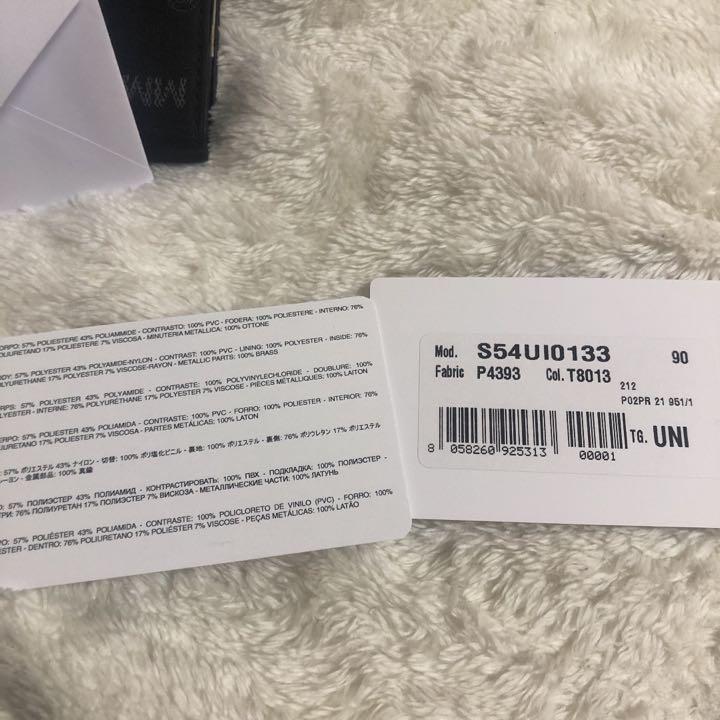 ORPO: 57% POLIESTERE 43% POLIAMMIDE - CONTRASTO: 100% PVC - FODERA: 100% POLIESTERE - INTERNO: 76%
POLIURETANO 17% POLIESTERE 7% VISCOSA - MINUTERIA METALLICA: 100% OTTONE
ODY: 57% POLYESTER 43% POLYAMIDE-NYLON - CONTRAST: 100% PVC - LINING: 100% POLYESTER - INSIDE: 76%
POLYURETHANE 17% POLYESTER 7% VISCOSE-RAYON - METALLIC PARTS: 100% BRASS
RPS: 57% POLYESTER 43% POLYAMIDE - CONTRASTE: 100% POLYVINYLECHLORIDE - DOUBLURE: 100%
POLYESTER - INTERNE: 76% POLYURÉTHANE 17% POLYESTER 7% VISCOSE - PIÈCES MÉTALLIQUES: 100% LAITON
ERPO: 57% POLIÉSTER 43% POLIAMIDA - CONTRASTE: 100% PVC - FORRO: 100% POLIÉSTER - INTERIOR: 76%
POLIURETANO 17% POLIÉSTER 7% VISCOSA - PARTES METÁLICAS: 100% LATON
: 57% ポリエステル 43% ナイロン - 切替: 100% ポリ塩化ビニル - 裏地: 100% ポリエステル - 裏側: 76% ポリウレタン 17% ポリエステル 7%
レーヨン - 金属部品: 100% 真鍮
О: 57% ПОЛИЭСТЕР 43% ПОЛИАМИД - КОНТРАСТИРОВАТЬ: 100% ПВХ - ПОДКЛАДКА: 100% ПОЛИЭСТЕР -
ТРИ: 76% ПОЛИУРЕТАН 17% ПОЛИЭСТЕР 7% ВИСКОЗА - МЕТАЛЛИЧЕСКИЕ ЧАСТИ: 100% ЛАТУНЬ
PO: 57% POLIÉSTER 43% POLIAMIDA - CONTRASTE: 100% POLICLORETO DE VINILO (PVC) - FORRO: 100%
ESTER - DENTRO: 76% POLIURETANO 17% POLIÉSTER 7% VISCOSE - PEÇAS METÁLICAS: 100% LATÃO
Mod. S54UI0133 90
Fabric P4393 Col. T8013 212
P02PR 21 951/1
8 058260 925313 00001 TG. UNI